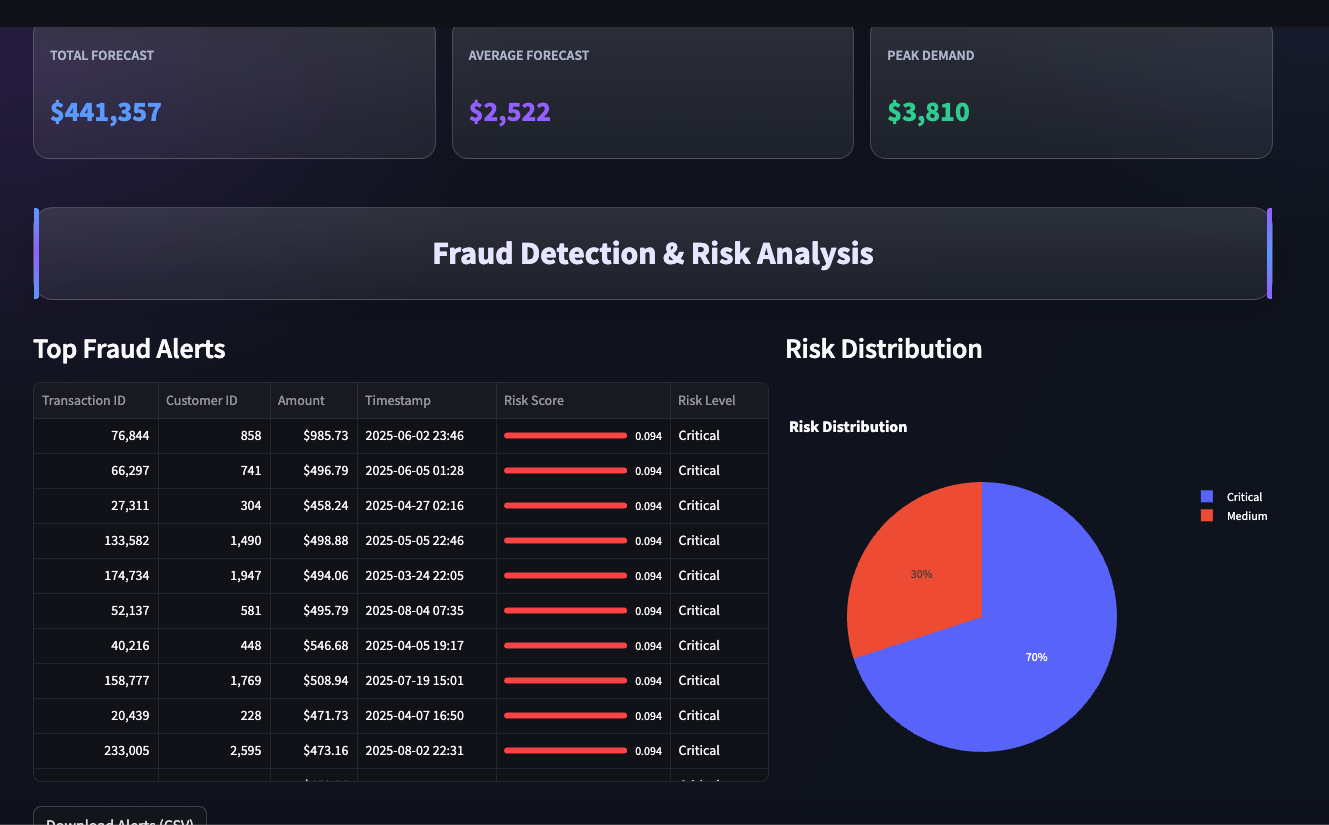 TOTAL FORECAST
$441,357
AVERAGE FORECAST
$2,522
PEAK DEMAND
$3,810
Fraud Detection & Risk Analysis
Top Fraud Alerts
Transaction ID Customer ID Amount Timestamp Risk Score Risk Level
76,844 858 $985.73 2025-06-02 23:46 0.094 Critical
66,297 741 $496.79 2025-06-05 01:28 0.094 Critical
27,311 304 $458.24 2025-04-27 02:16 0.094 Critical
133,582 1,490 $498.88 2025-05-05 22:46 0.094 Critical
174,734 1,947 $494.06 2025-03-24 22:05 0.094 Critical
52,137 581 $495.79 2025-08-04 07:35 0.094 Critical
40,216 448 $546.68 2025-04-05 19:17 0.094 Critical
158,777 1,769 $508.94 2025-07-19 15:01 0.094 Critical
20,439 228 $471.73 2025-04-07 16:50 0.094 Critical
233,005 2,595 $473.16 2025-08-02 22:31 0.094 Critical
Download Alerts (CSV)
Risk Distribution
Risk Distribution
Critical
Medium
30%
70%